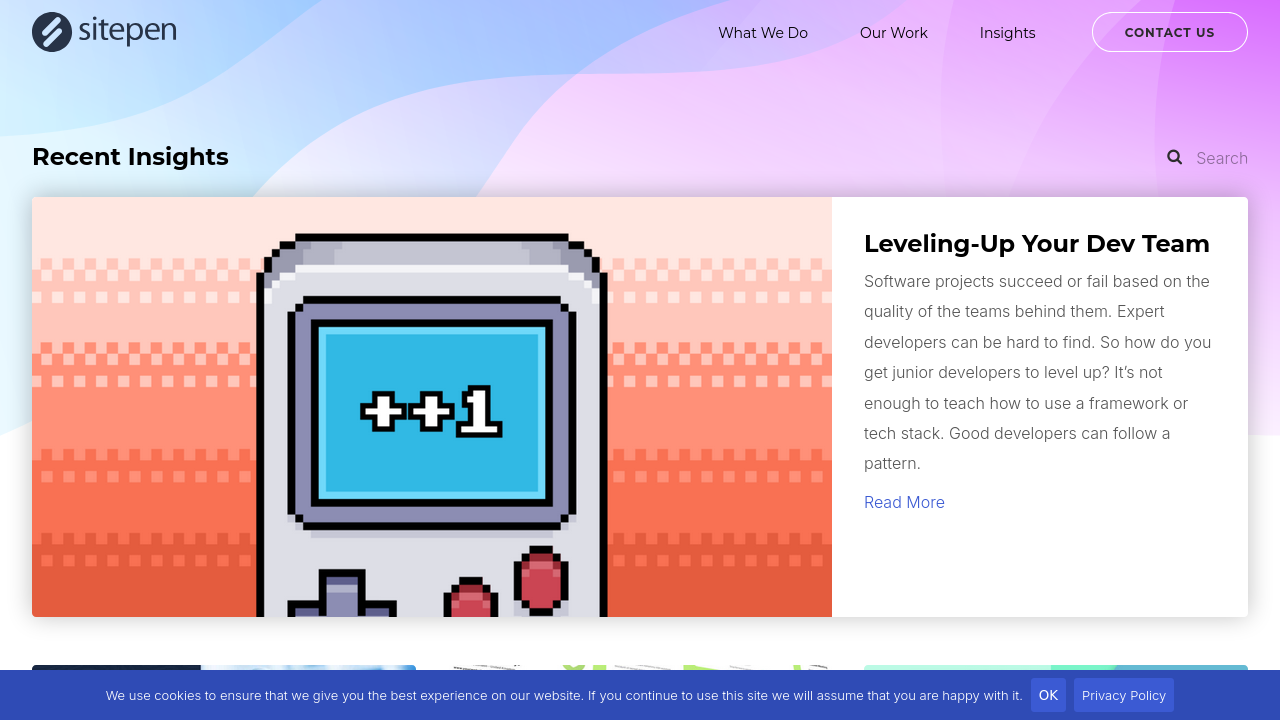 sitepen
What We Do
Our Work
Insights
CONTACT US
Recent Insights
Search
++1
Leveling-Up Your Dev Team
Software projects succeed or fail based on the
quality of the teams behind them. Expert
developers can be hard to find. So how do you
get junior developers to level up? It’s not
enough to teach how to use a framework or
tech stack. Good developers can follow a
pattern.
Read More
We use cookies to ensure that we give you the best experience on our website. If you continue to use this site we will assume that you are happy with it.
OK
Privacy Policy